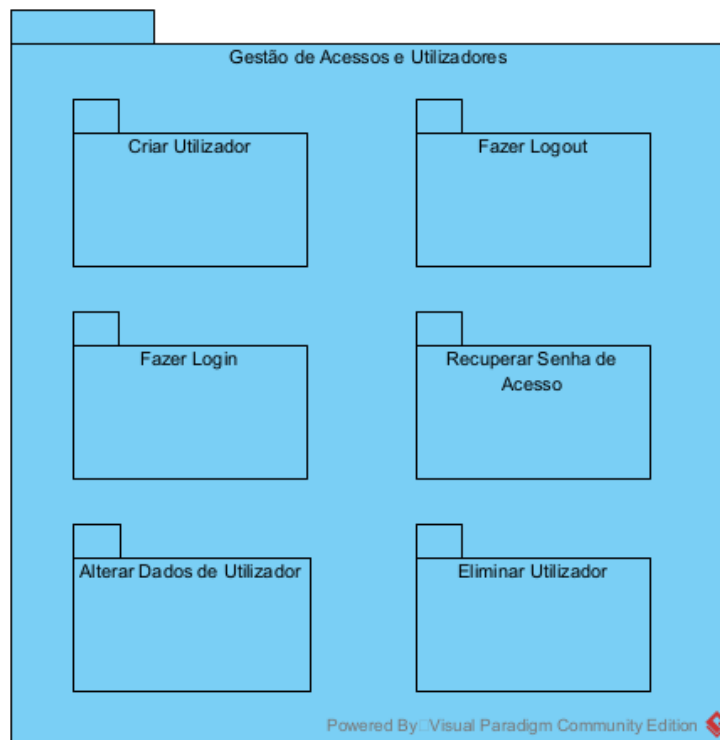 Gestão de Acessos e Utilizadores
Criar Utilizador
Fazer Logout
Fazer Login
Recuperar Senha de
Acesso
Alterar Dados de Utilizador
Eliminar Utilizador
Powered By Visual Paradigm Community Edition